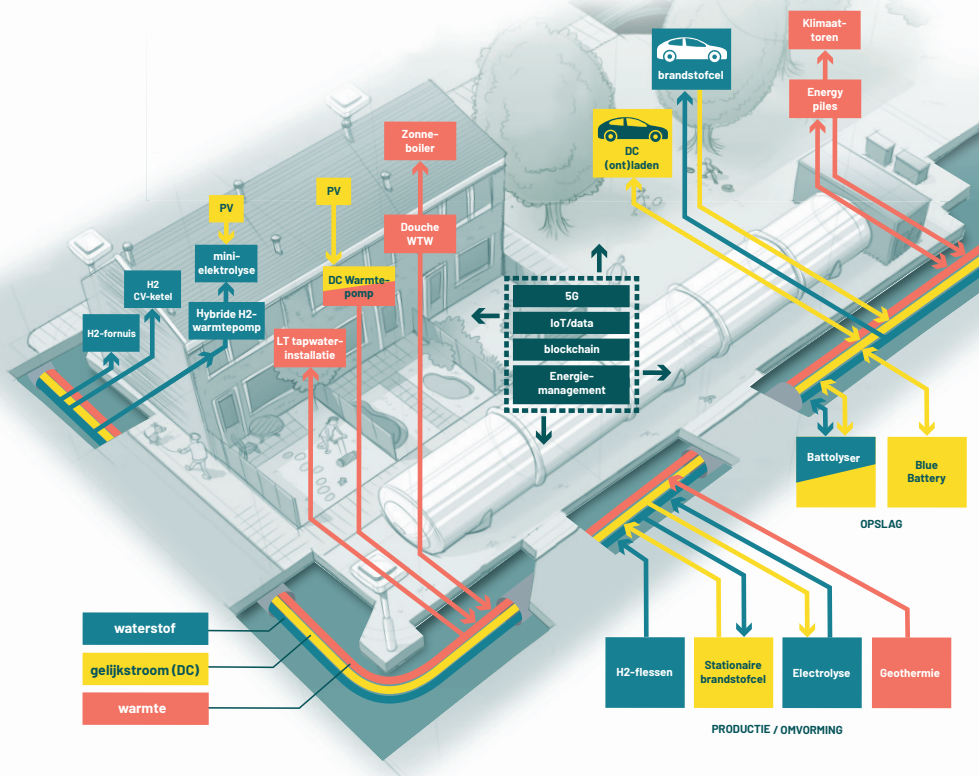 Klimaat-
toren
brandstofcel
Energy
piles
Zonne-
boiler
DC
(ont)laden
PV
PV
Douche
WTW
mini-
elektrolyse
H2
CV-ketel
DC Warmte-
pomp
Hybride H2-
warmtepomp
H2-fornuis
LT tapwater-
installatie
5G
IoT/data
blockchain
Energie-
management
Battolyser
Blue
Battery
OPSLAG
waterstof
gelijkstroom (DC)
warmte
H2-flessen
Stationaire
brandstofcel
Electrolyse
Geothermie
PRODUCTIE / OMVORMING